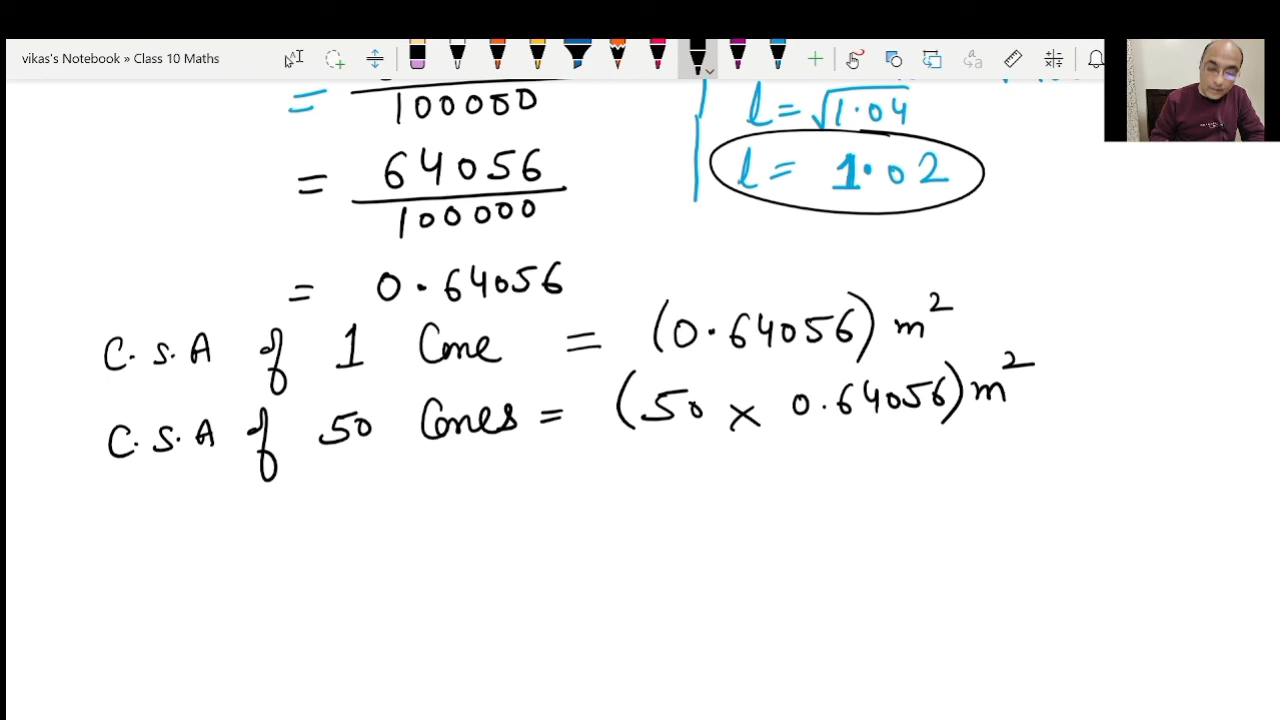 vikas's Notebook » Class 10 Maths
= 100000
l = √1.04
= 64056 / 100000
l = 1.02
= 0.64056
C.S.A of 1 Cone = (0.64056) m²
C.S.A of 50 Cones = (50 × 0.64056) m²